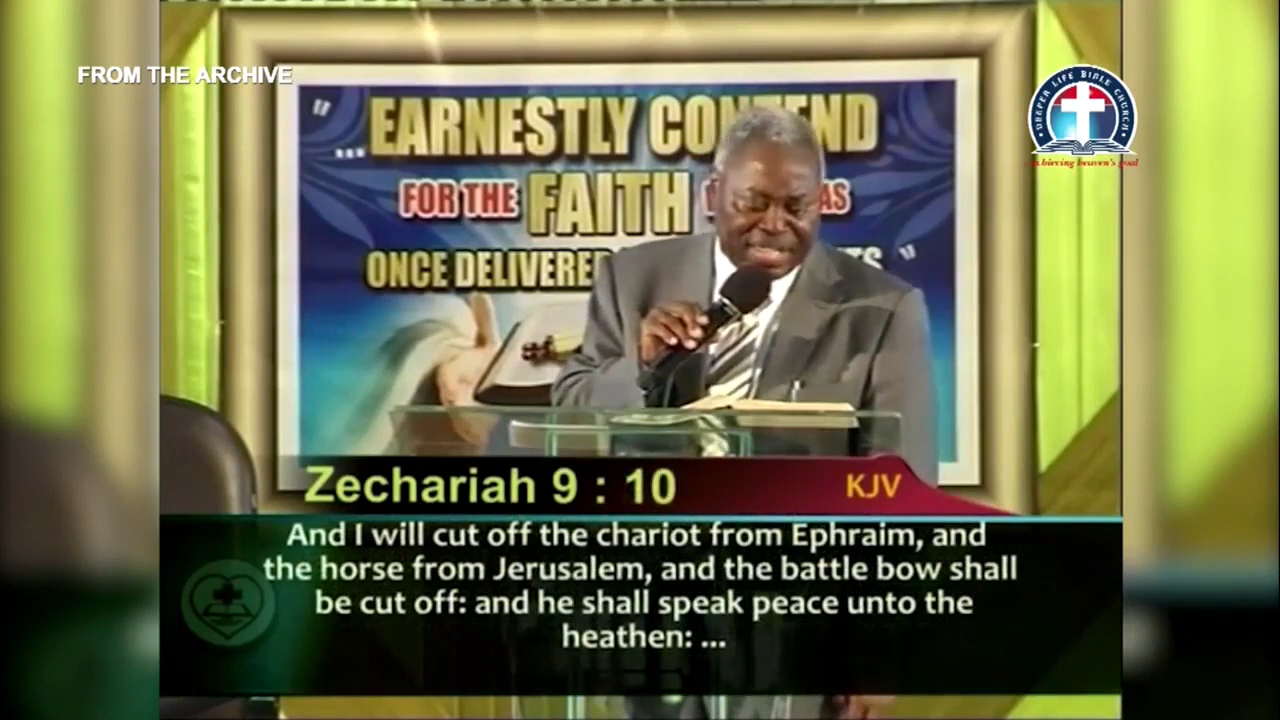 FROM THE ARCHIVE
DEEPER LIFE BIBLE CHURCH
"
...EARNESTLY CONTEND
FOR THE FAITH AS
ONCE DELIVERED
"
Zechariah 9 : 10
KJV
And I will cut off the chariot from Ephraim, and
the horse from Jerusalem, and the battle bow shall
be cut off: and he shall speak peace unto the
heathen: ...